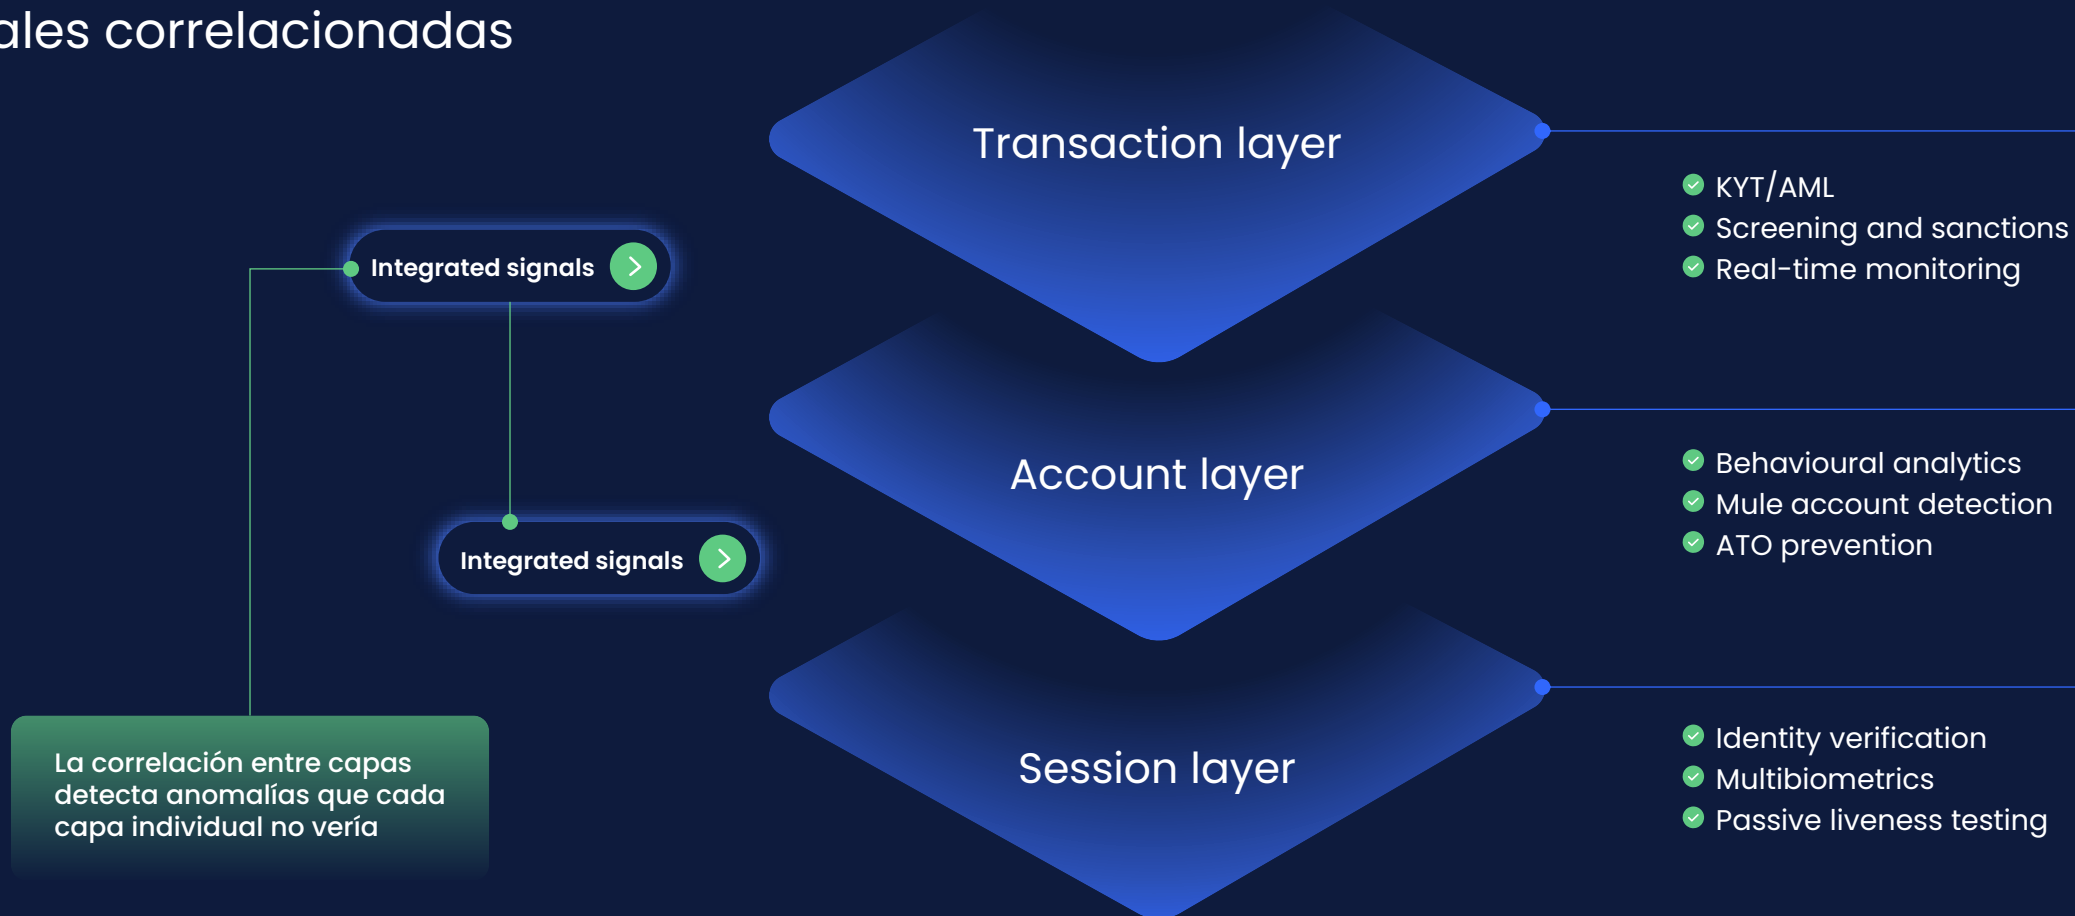 ales correlacionadas
Transaction layer
KYT/AML
Screening and sanctions
Real-time monitoring
Integrated signals
Account layer
Behavioural analytics
Mule account detection
ATO prevention
Integrated signals
Session layer
Identity verification
Multibiometrics
Passive liveness testing
La correlación entre capas
detecta anomalías que cada
capa individual no vería